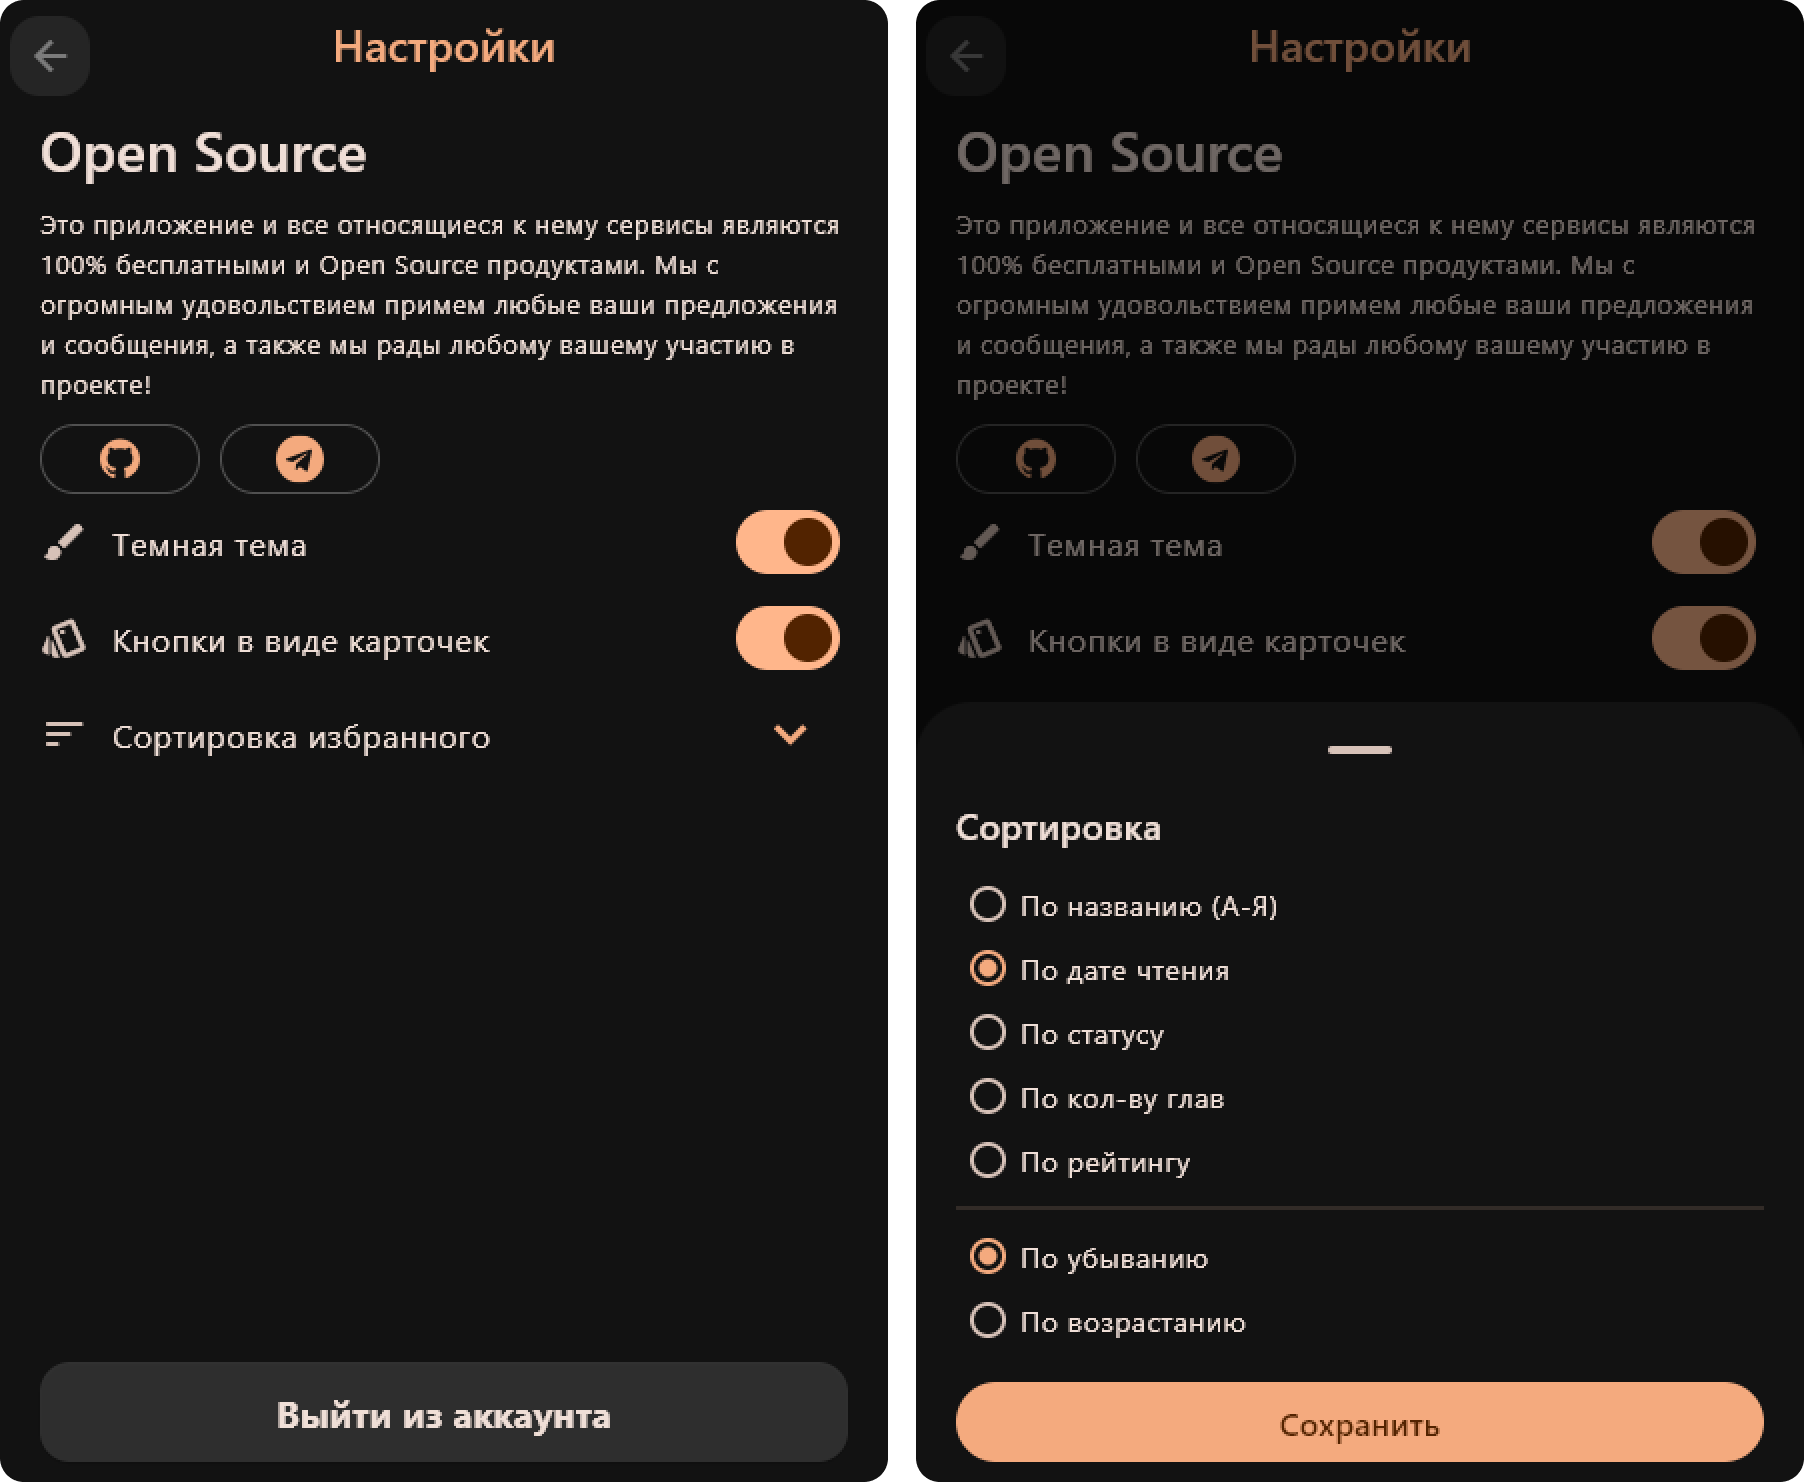 Настройки
Open Source
Это приложение и все относящиеся к нему сервисы являются
100% бесплатными и Open Source продуктами. Мы с
огромным удовольствием примем любые ваши предложения
и сообщения, а также мы рады любому вашему участию в
проекте!
Темная тема
Кнопки в виде карточек
Сортировка избранного
Выйти из аккаунта
Настройки
Open Source
Это приложение и все относящиеся к нему сервисы являются
100% бесплатными и Open Source продуктами. Мы с
огромным удовольствием примем любые ваши предложения
и сообщения, а также мы рады любому вашему участию в
проекте!
Темная тема
Кнопки в виде карточек
Сортировка
По названию (А-Я)
По дате чтения
По статусу
По кол-ву глав
По рейтингу
По убыванию
По возрастанию
Сохранить